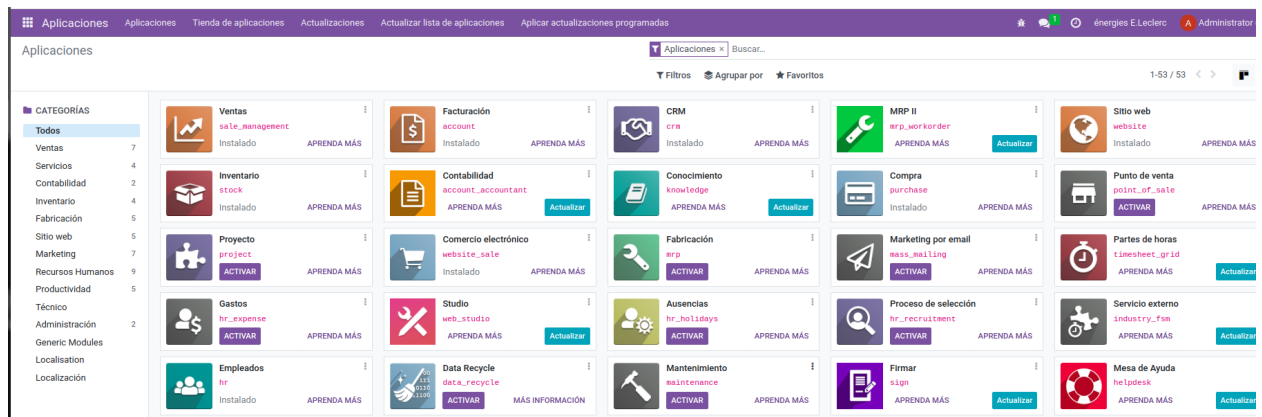 Aplicaciones Aplicaciones Tienda de aplicaciones Actualizaciones Actualizar lista de aplicaciones Aplicar actualizaciones programadas 1 énergies E.Leclerc A Administrator
Aplicaciones Aplicaciones × Buscar...
Filtros Agrupar por Favoritos 1-53 / 53
CATEGORÍAS
Todos
Ventas 7
Servicios 4
Contabilidad 2
Inventario 4
Fabricación 5
Sitio web 5
Marketing 7
Recursos Humanos 9
Productividad 5
Técnico
Administración 2
Generic Modules
Localisation
Localización
Ventas
sale_management
Instalado APRENDA MÁS
Facturación
account
Instalado APRENDA MÁS
CRM
crm
Instalado APRENDA MÁS
MRP II
mrp_workorder
APRENDA MÁS Actualizar
Sitio web
website
Instalado APRENDA MÁS
Inventario
stock
Instalado APRENDA MÁS
Contabilidad
account_accountant
APRENDA MÁS Actualizar
Conocimiento
knowledge
APRENDA MÁS Actualizar
Compra
purchase
Instalado APRENDA MÁS
Punto de venta
point_of_sale
ACTIVAR APRENDA MÁS
Proyecto
project
ACTIVAR APRENDA MÁS
Comercio electrónico
website_sale
Instalado APRENDA MÁS
Fabricación
mrp
ACTIVAR APRENDA MÁS
Marketing por email
mass_mailing
ACTIVAR APRENDA MÁS
Partes de horas
timesheet_grid
APRENDA MÁS Actualizar
Gastos
hr_expense
ACTIVAR APRENDA MÁS
Studio
web_studio
APRENDA MÁS Actualizar
Ausencias
hr_holidays
ACTIVAR APRENDA MÁS
Proceso de selección
hr_recruitment
ACTIVAR APRENDA MÁS
Servicio externo
industry_fsm
APRENDA MÁS Actualizar
Empleados
hr
Instalado APRENDA MÁS
Data Recycle
data_recycle
ACTIVAR MÁS INFORMACIÓN
Mantenimiento
maintenance
ACTIVAR APRENDA MÁS
Firmar
sign
APRENDA MÁS Actualizar
Mesa de Ayuda
helpdesk
APRENDA MÁS Actualizar